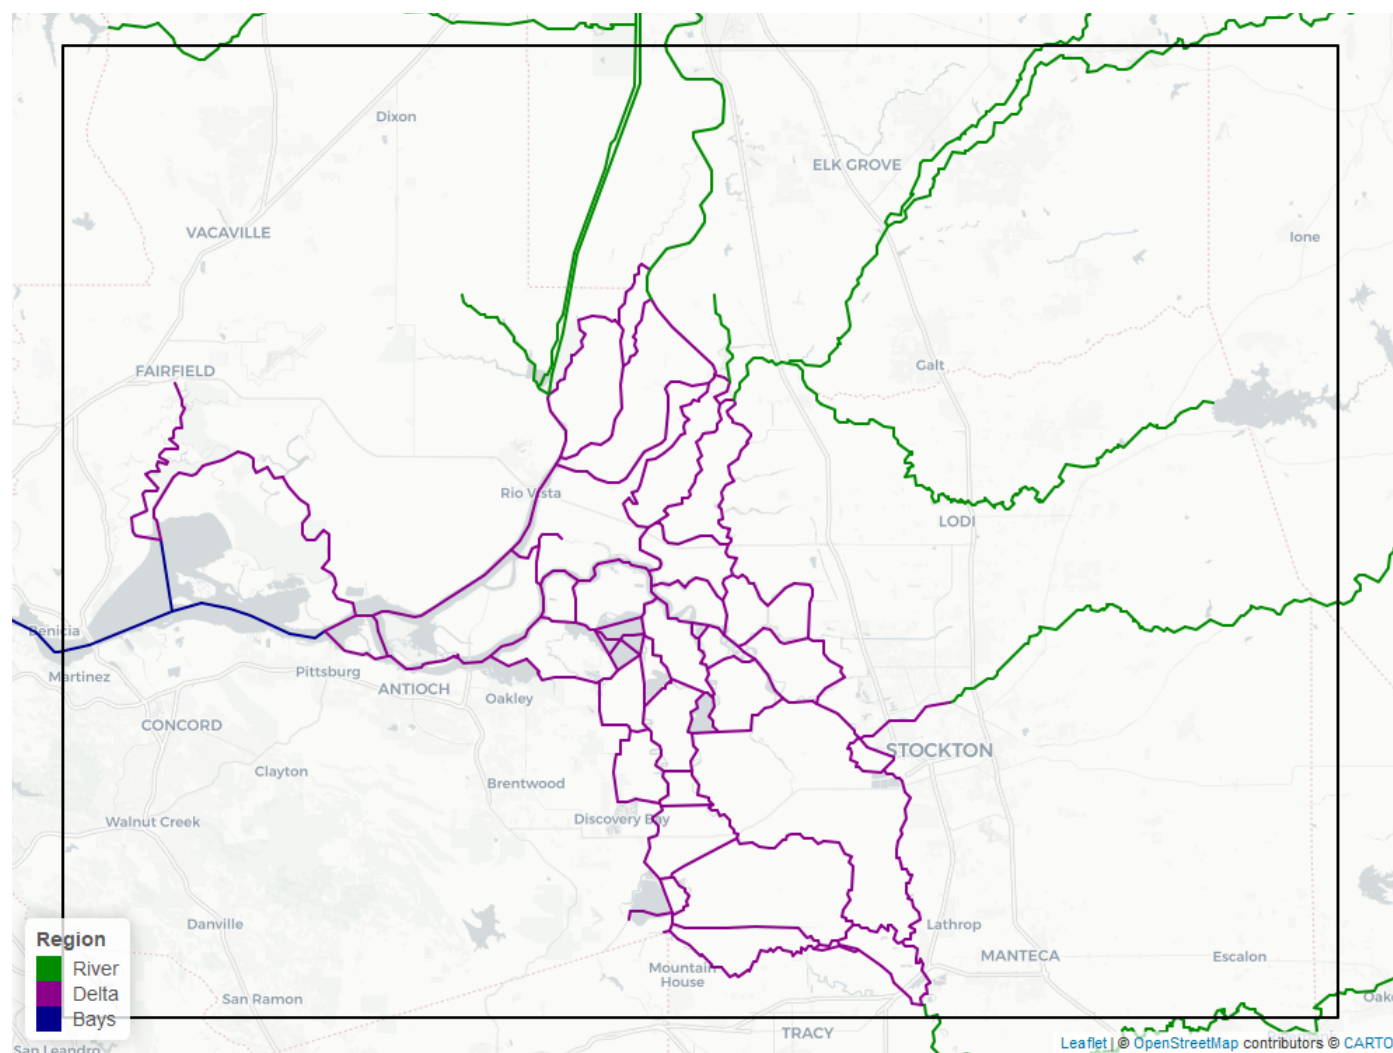 Dixon
ELK GROVE
VACAVILLE
Ione
FAIRFIELD
Galt
Rio Vista
LODI
Benicia
Martinez
Pittsburg
ANTIOCH
Oakley
CONCORD
STOCKTON
Clayton
Brentwood
Walnut Creek
Discovery Bay
Danville
Lathrop
MANTECA
Escalon
Mountain
House
San Ramon
TRACY
San Leandro
Oak
Region
River
Delta
Bays
Leaflet | © OpenStreetMap contributors © CARTO